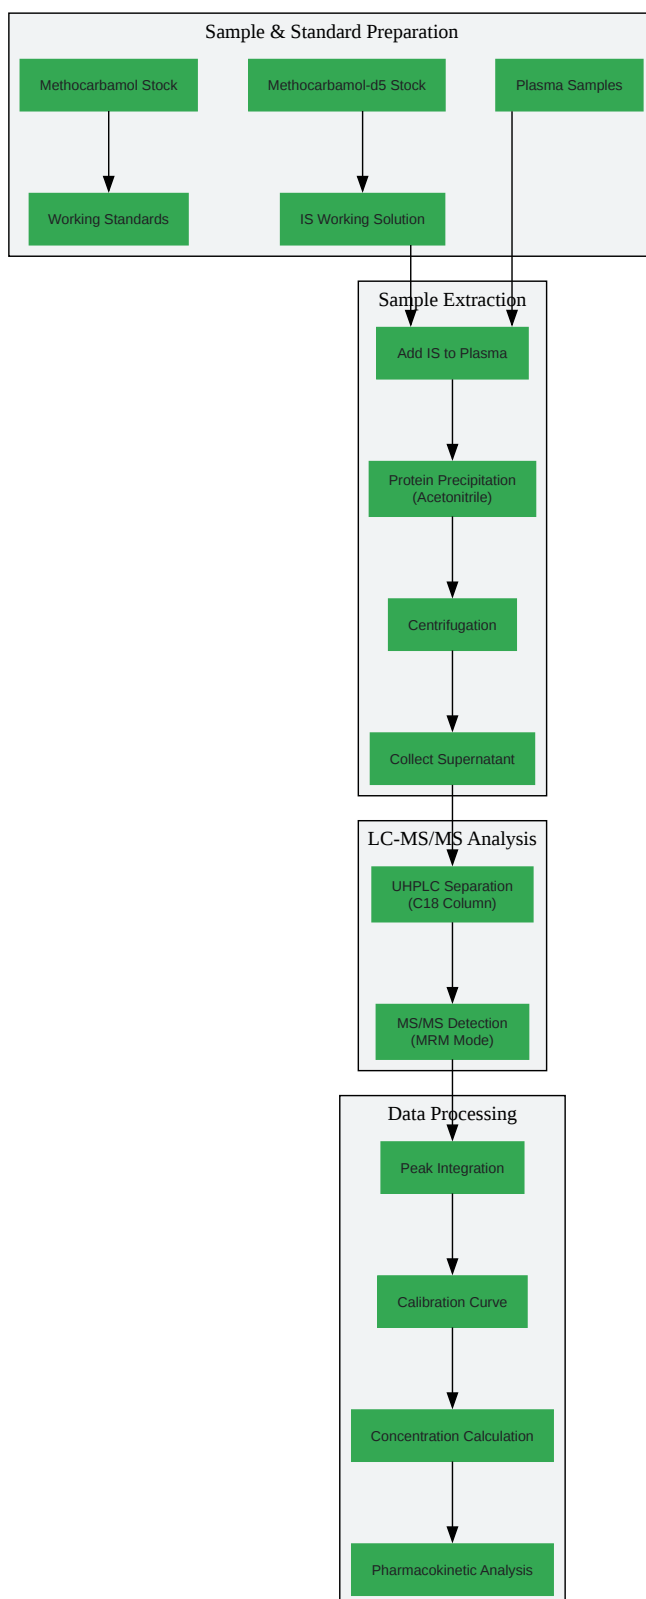 Sample & Standard Preparation
Methocarbamol Stock
Methocarbamol-d5 Stock
Plasma Samples
Working Standards
IS Working Solution
Sample Extraction
Add IS to Plasma
Protein Precipitation
(Acetonitrile)
Centrifugation
Collect Supernatant
LC-MS/MS Analysis
UHPLC Separation
(C18 Column)
MS/MS Detection
(MRM Mode)
Data Processing
Peak Integration
Calibration Curve
Concentration Calculation
Pharmacokinetic Analysis